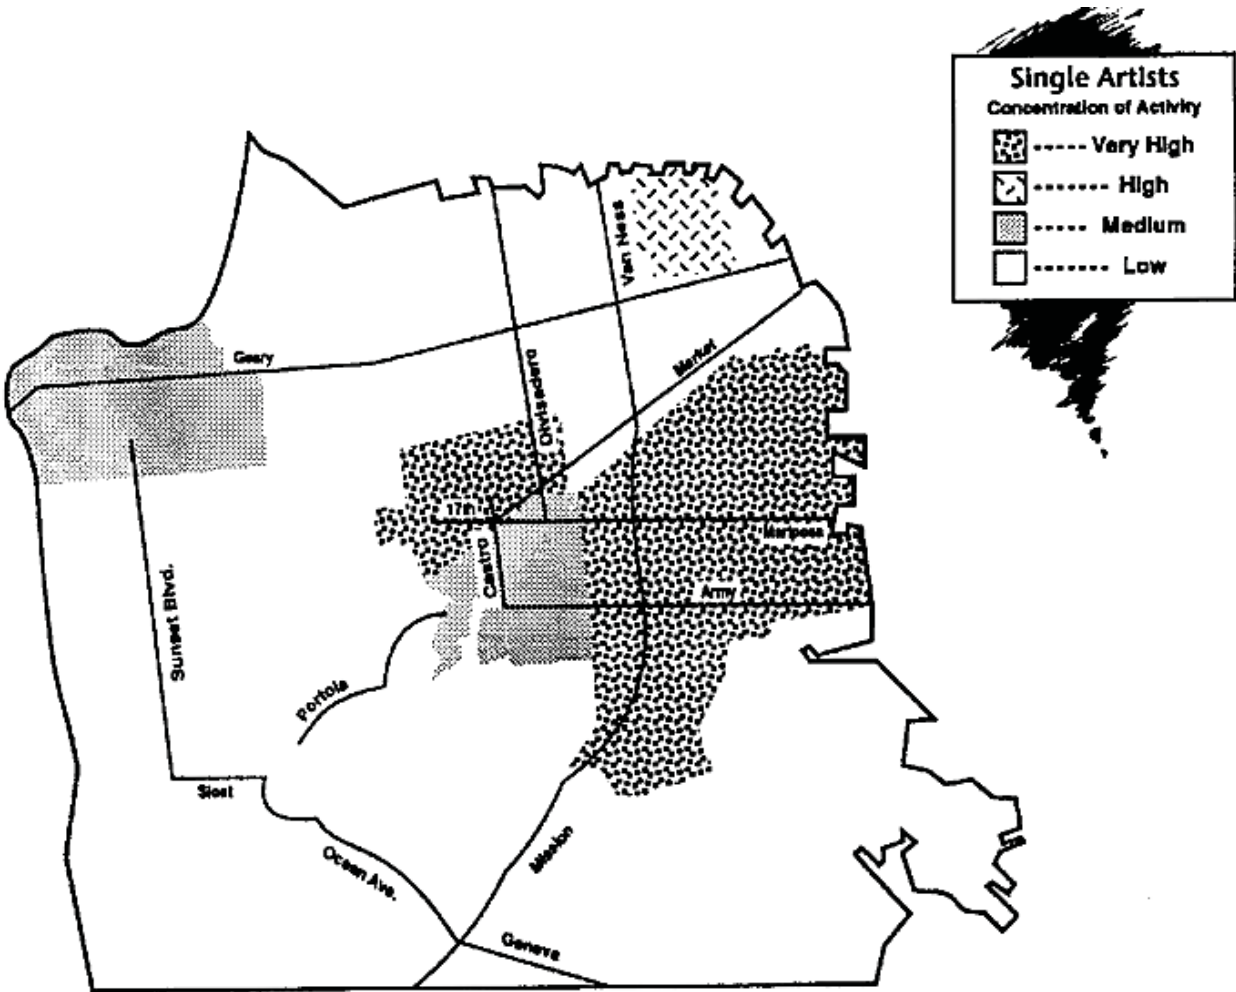 Single Artists
Concentration of Activity
Very High
High
Medium
Low
Van Ness
Geary
Divisadero
Market
17th
Mariposa
Castro
Army
Sunset Blvd.
Portola
Sloat
Ocean Ave.
Mission
Geneva